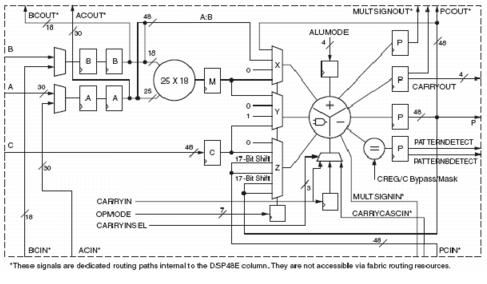 BCOUT*
ACOUT*
MULTSIGNOUT*
PCOUT*
18
30
48
A:B
48
ALUMODE
4
B
B
B
18
X
P
A
30
A
A
25
25 X 18
M
0
0
1
Y
P
4
CARRYOUT
48
P
P
C
48
C
0
17-Bit Shift
17-Bit Shift
Z
=
P
PATTERNDETECT
PATTERNBDETECT
CREG/C Bypass/Mask
30
18
3
CARRYIN
OPMODE
7
CARRYINSEL
MULTSIGNIN*
CARRYCASCIN*
48
BCIN*
ACIN*
PCIN*
*These signals are dedicated routing paths internal to the DSP48E column. They are not accessible via fabric routing resources.